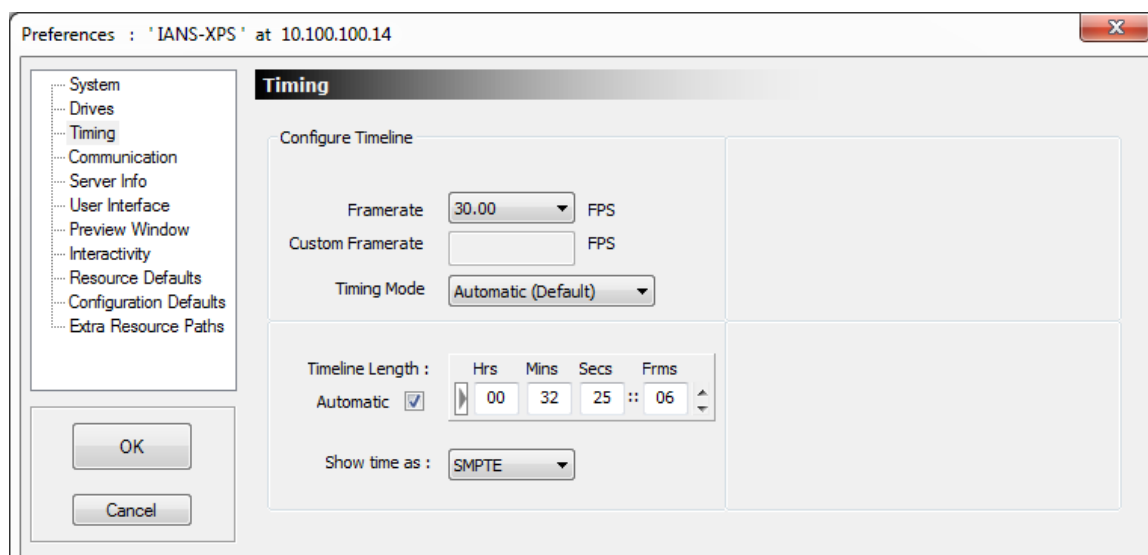 Preferences : ' IANS-XPS ' at 10.100.100.14
X
System
Drives
Timing
Communication
Server Info
User Interface
Preview Window
Interactivity
Resource Defaults
Configuration Defaults
Extra Resource Paths
OK
Cancel
Timing
Configure Timeline
Framerate 30.00 FPS
Custom Framerate FPS
Timing Mode Automatic (Default)
Timeline Length : Hrs Mins Secs Frms
Automatic 00 32 25 :: 06
Show time as : SMPTE